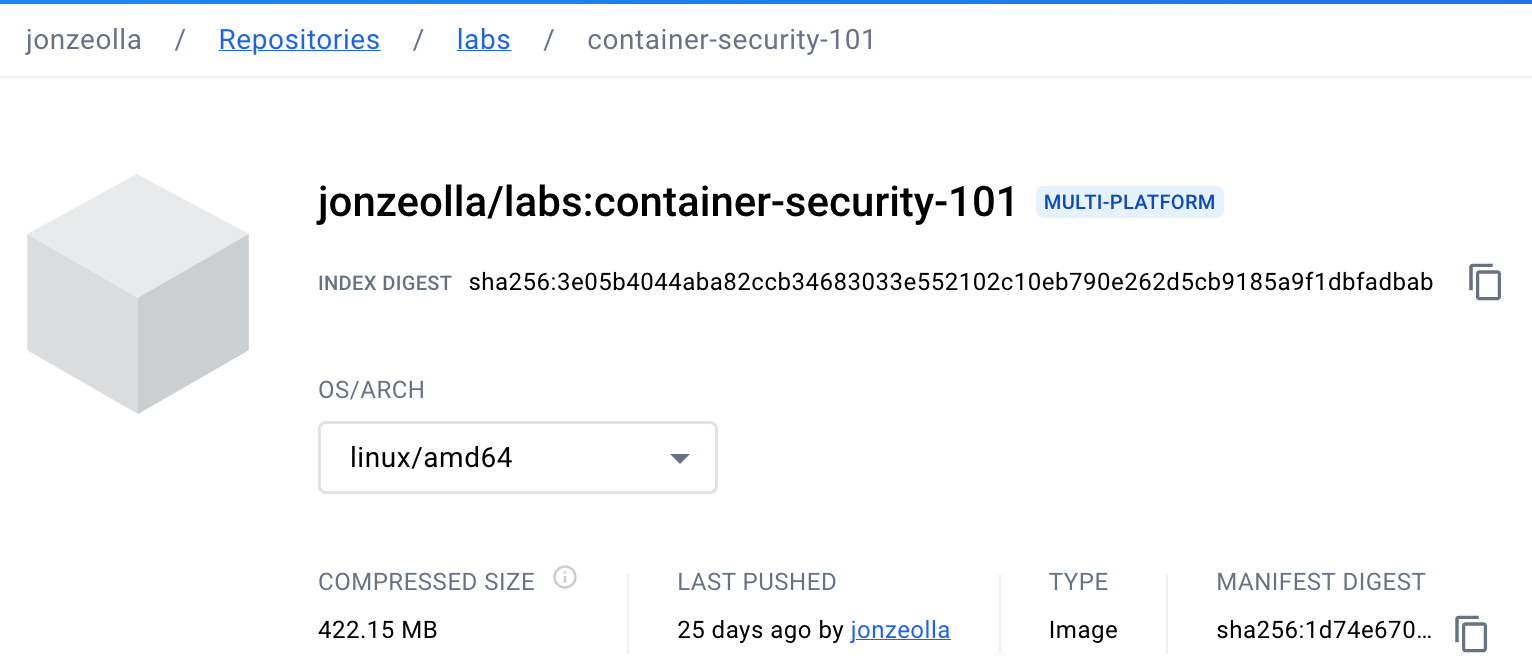 jonzeolla / Repositories / labs / container-security-101
jonzeolla/labs:container-security-101 MULTI-PLATFORM
INDEX DIGEST sha256:3e05b4044aba82ccb34683033e552102c10eb790e262d5cb9185a9f1dbfadbab
OS/ARCH
linux/amd64
COMPRESSED SIZE LAST PUSHED TYPE MANIFEST DIGEST
422.15 MB 25 days ago by jonzeolla Image sha256:1d74e670…